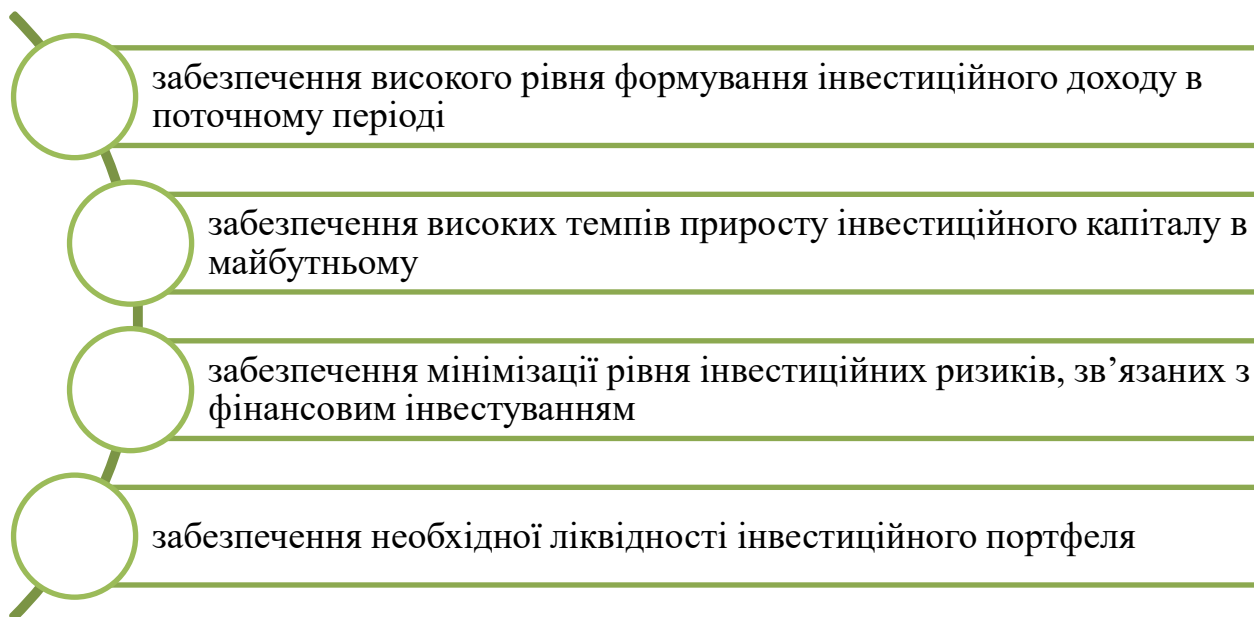 забезпечення високого рівня формування інвестиційного доходу в
поточному періоді
забезпечення високих темпів приросту інвестиційного капіталу в
майбутньому
забезпечення мінімізації рівня інвестиційних ризиків, зв’язаних з
фінансовим інвестуванням
забезпечення необхідної ліквідності інвестиційного портфеля